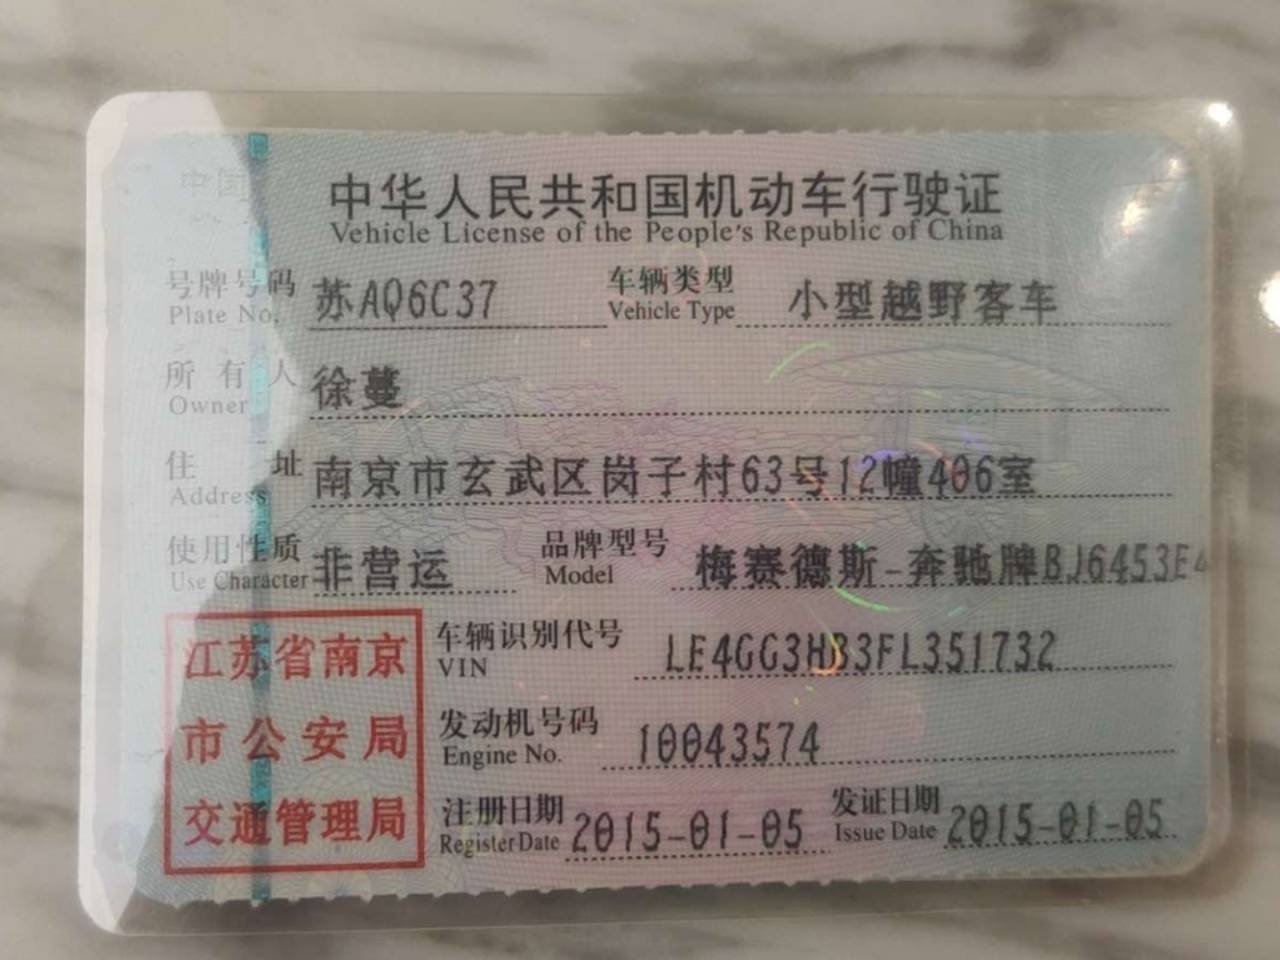 中华人民共和国机动车行驶证
Vehicle License of the People's Republic of China
号牌号码 苏AQ6C37 车辆类型 小型越野客车
Plate No. Vehicle Type
所有人 徐蔓
Owner
住址 南京市玄武区岗子村63号12幢406室
Address
使用性质 非营运 品牌型号 梅赛德斯-奔驰牌BJ6453E4
Use Character Model
江苏省南京
市公安局
交通管理局
车辆识别代号 LE4GG3HB3FL351732
VIN
发动机号码 10043574
Engine No.
注册日期 2015-01-05 发证日期 2015-01-05
Register Date Issue Date